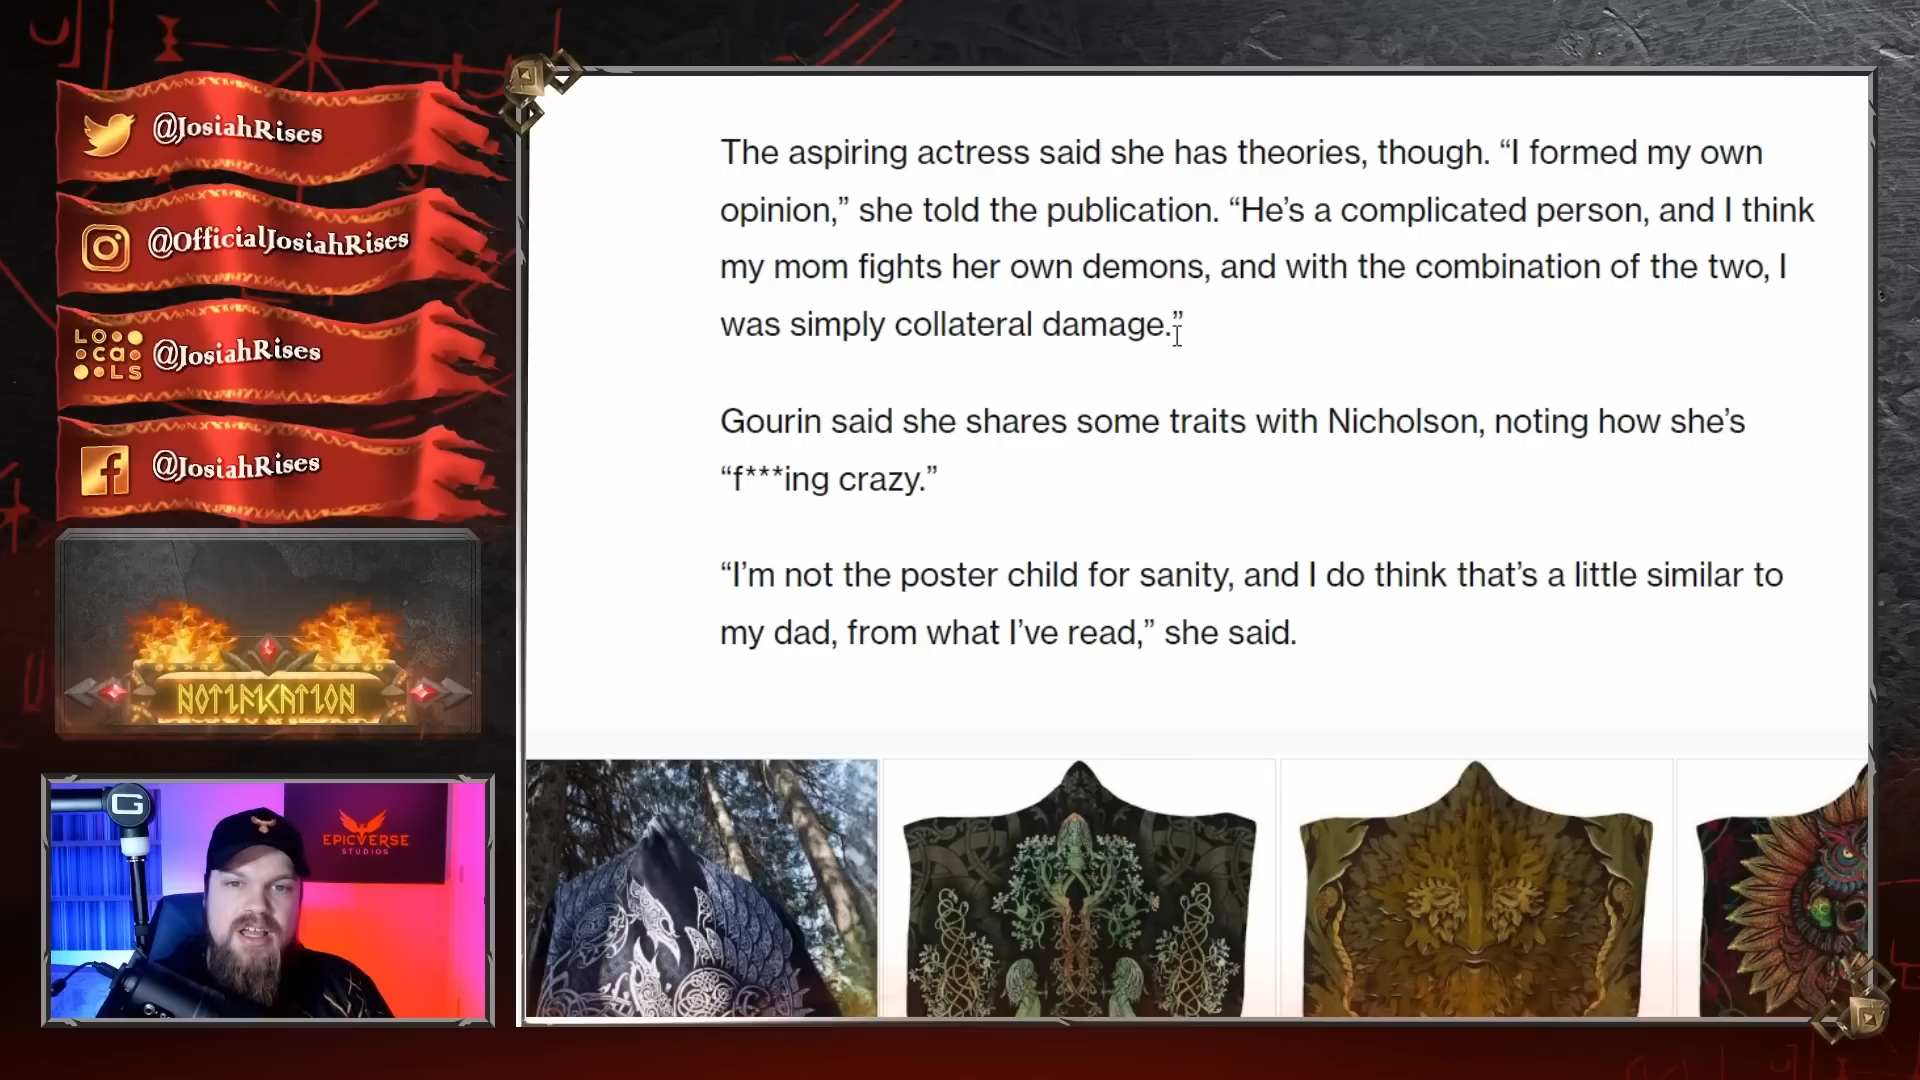 @JosiahRises
@OfficialJosiahRises
LOCALS
@JosiahRises
@JosiahRises
NOTIFICATION
G
EPICVERSE
STUDIOS
The aspiring actress said she has theories, though. “I formed my own
opinion,” she told the publication. “He’s a complicated person, and I think
my mom fights her own demons, and with the combination of the two, I
was simply collateral damage.”
Gourin said she shares some traits with Nicholson, noting how she’s
“f***ing crazy.”
“I’m not the poster child for sanity, and I do think that’s a little similar to
my dad, from what I’ve read,” she said.